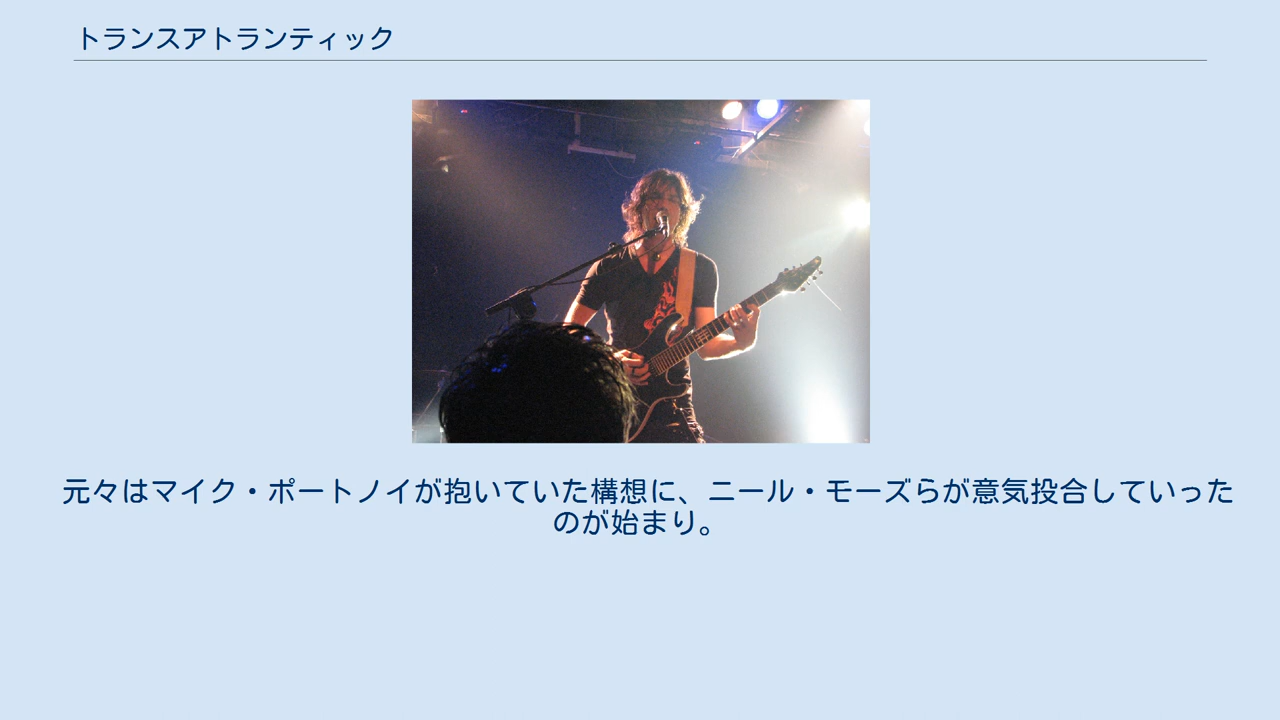 トランスアトランティック
元々はマイク・ポートノイが抱いていた構想に、ニール・モーズらが意気投合していった
のが始まり。